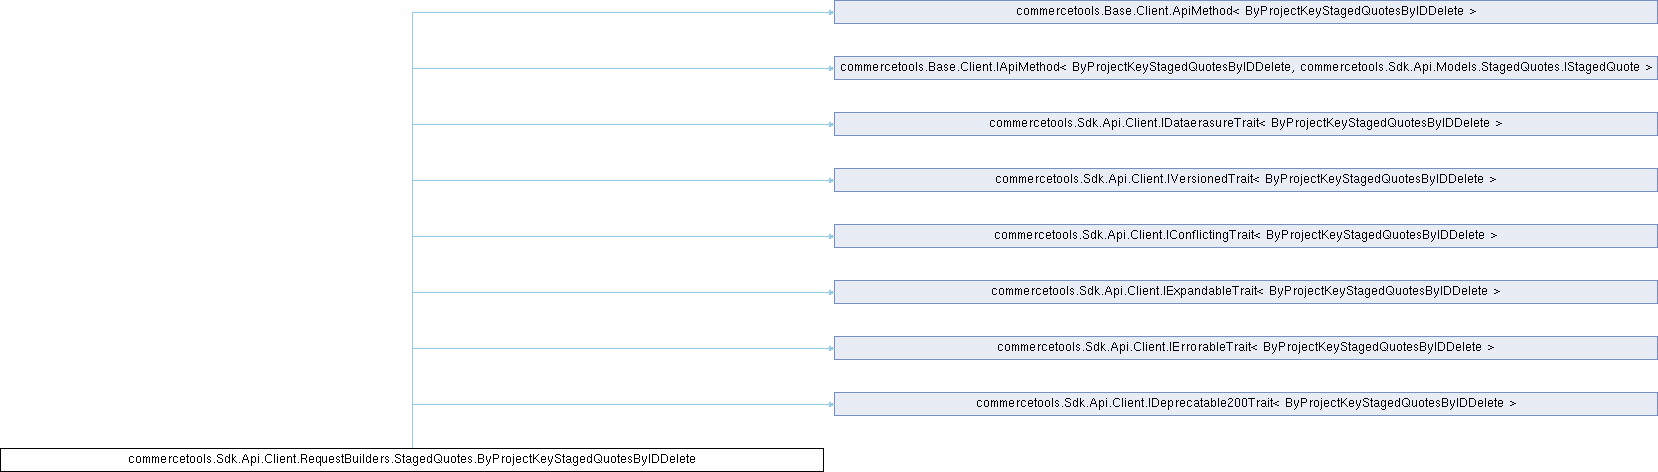 commercetools.Base.Client.ApiMethod< ByProjectKeyStagedQuotesByIDDelete >
commercetools.Base.Client.IApiMethod< ByProjectKeyStagedQuotesByIDDelete, commercetools.Sdk.Api.Models.StagedQuotes.IStagedQuote >
commercetools.Sdk.Api.Client.IDataerasureTrait< ByProjectKeyStagedQuotesByIDDelete >
commercetools.Sdk.Api.Client.IVersionedTrait< ByProjectKeyStagedQuotesByIDDelete >
commercetools.Sdk.Api.Client.IConflictingTrait< ByProjectKeyStagedQuotesByIDDelete >
commercetools.Sdk.Api.Client.IExpandableTrait< ByProjectKeyStagedQuotesByIDDelete >
commercetools.Sdk.Api.Client.IErrorableTrait< ByProjectKeyStagedQuotesByIDDelete >
commercetools.Sdk.Api.Client.IDeprecatable200Trait< ByProjectKeyStagedQuotesByIDDelete >
commercetools.Sdk.Api.Client.RequestBuilders.StagedQuotes.ByProjectKeyStagedQuotesByIDDelete